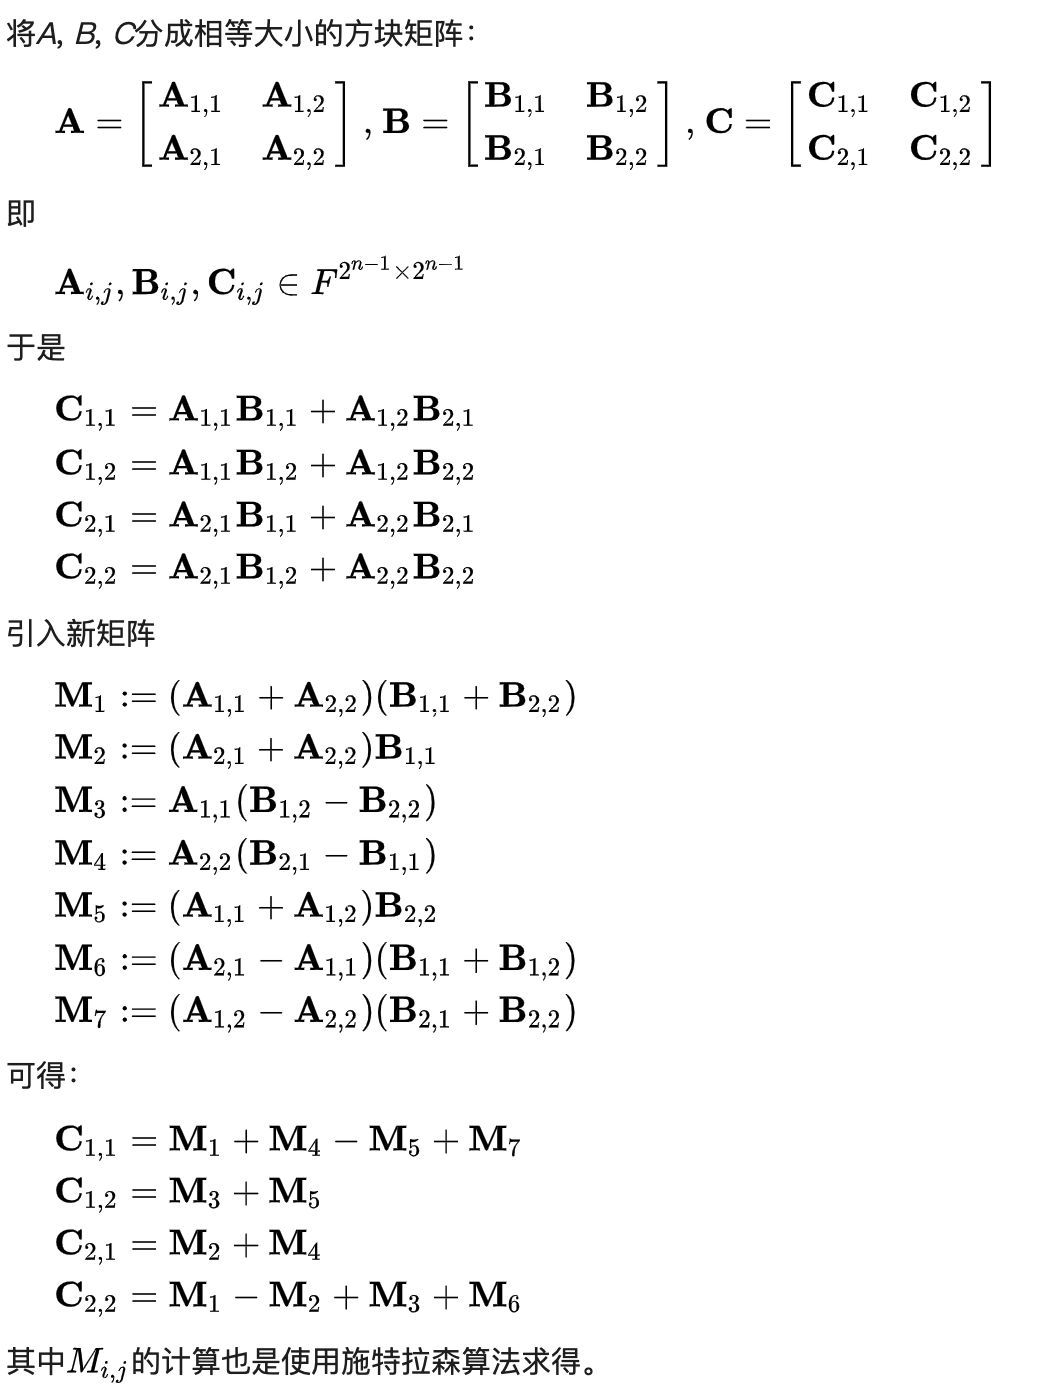 将A, B, C分成相等大小的方块矩阵：
$\mathbf{A} = \begin{bmatrix} \mathbf{A}_{1,1} & \mathbf{A}_{1,2} \\ \mathbf{A}_{2,1} & \mathbf{A}_{2,2} \end{bmatrix}, \mathbf{B} = \begin{bmatrix} \mathbf{B}_{1,1} & \mathbf{B}_{1,2} \\ \mathbf{B}_{2,1} & \mathbf{B}_{2,2} \end{bmatrix}, \mathbf{C} = \begin{bmatrix} \mathbf{C}_{1,1} & \mathbf{C}_{1,2} \\ \mathbf{C}_{2,1} & \mathbf{C}_{2,2} \end{bmatrix}$
即
$\mathbf{A}_{i,j}, \mathbf{B}_{i,j}, \mathbf{C}_{i,j} \in F^{2^{n-1} \times 2^{n-1}}$
于是
$\mathbf{C}_{1,1} = \mathbf{A}_{1,1}\mathbf{B}_{1,1} + \mathbf{A}_{1,2}\mathbf{B}_{2,1}$
$\mathbf{C}_{1,2} = \mathbf{A}_{1,1}\mathbf{B}_{1,2} + \mathbf{A}_{1,2}\mathbf{B}_{2,2}$
$\mathbf{C}_{2,1} = \mathbf{A}_{2,1}\mathbf{B}_{1,1} + \mathbf{A}_{2,2}\mathbf{B}_{2,1}$
$\mathbf{C}_{2,2} = \mathbf{A}_{2,1}\mathbf{B}_{1,2} + \mathbf{A}_{2,2}\mathbf{B}_{2,2}$
引入新矩阵
$\mathbf{M}_1 := (\mathbf{A}_{1,1} + \mathbf{A}_{2,2})(\mathbf{B}_{1,1} + \mathbf{B}_{2,2})$
$\mathbf{M}_2 := (\mathbf{A}_{2,1} + \mathbf{A}_{2,2})\mathbf{B}_{1,1}$
$\mathbf{M}_3 := \mathbf{A}_{1,1}(\mathbf{B}_{1,2} - \mathbf{B}_{2,2})$
$\mathbf{M}_4 := \mathbf{A}_{2,2}(\mathbf{B}_{2,1} - \mathbf{B}_{1,1})$
$\mathbf{M}_5 := (\mathbf{A}_{1,1} + \mathbf{A}_{1,2})\mathbf{B}_{2,2}$
$\mathbf{M}_6 := (\mathbf{A}_{2,1} - \mathbf{A}_{1,1})(\mathbf{B}_{1,1} + \mathbf{B}_{1,2})$
$\mathbf{M}_7 := (\mathbf{A}_{1,2} - \mathbf{A}_{2,2})(\mathbf{B}_{2,1} + \mathbf{B}_{2,2})$
可得：
$\mathbf{C}_{1,1} = \mathbf{M}_1 + \mathbf{M}_4 - \mathbf{M}_5 + \mathbf{M}_7$
$\mathbf{C}_{1,2} = \mathbf{M}_3 + \mathbf{M}_5$
$\mathbf{C}_{2,1} = \mathbf{M}_2 + \mathbf{M}_4$
$\mathbf{C}_{2,2} = \mathbf{M}_1 - \mathbf{M}_2 + \mathbf{M}_3 + \mathbf{M}_6$
其中$M_{i,j}$的计算也是使用施特拉森算法求得。